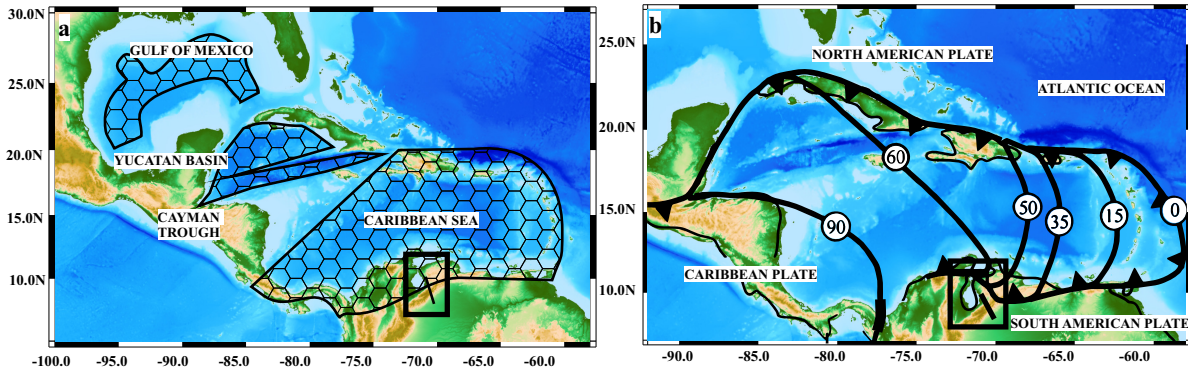 a
GULF OF MEXICO
YUCATAN BASIN
CAYMAN
TROUGH
CARIBBEAN SEA
30.0N
25.0N
20.0N
15.0N
10.0N
-100.0
-95.0
-90.0
-85.0
-80.0
-75.0
-70.0
-65.0
-60.0
b
NORTH AMERICAN PLATE
ATLANTIC OCEAN
60
50
35
15
0
90
CARIBBEAN PLATE
SOUTH AMERICAN PLATE
25.0N
20.0N
15.0N
10.0N
-90.0
-85.0
-80.0
-75.0
-70.0
-65.0
-60.0